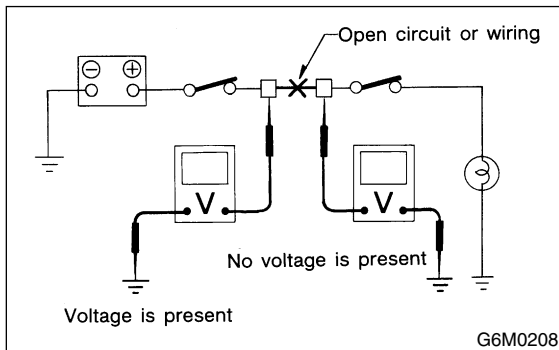 Open circuit or wiring
⊖ ⊕
V
V
No voltage is present
Voltage is present
G6M0208